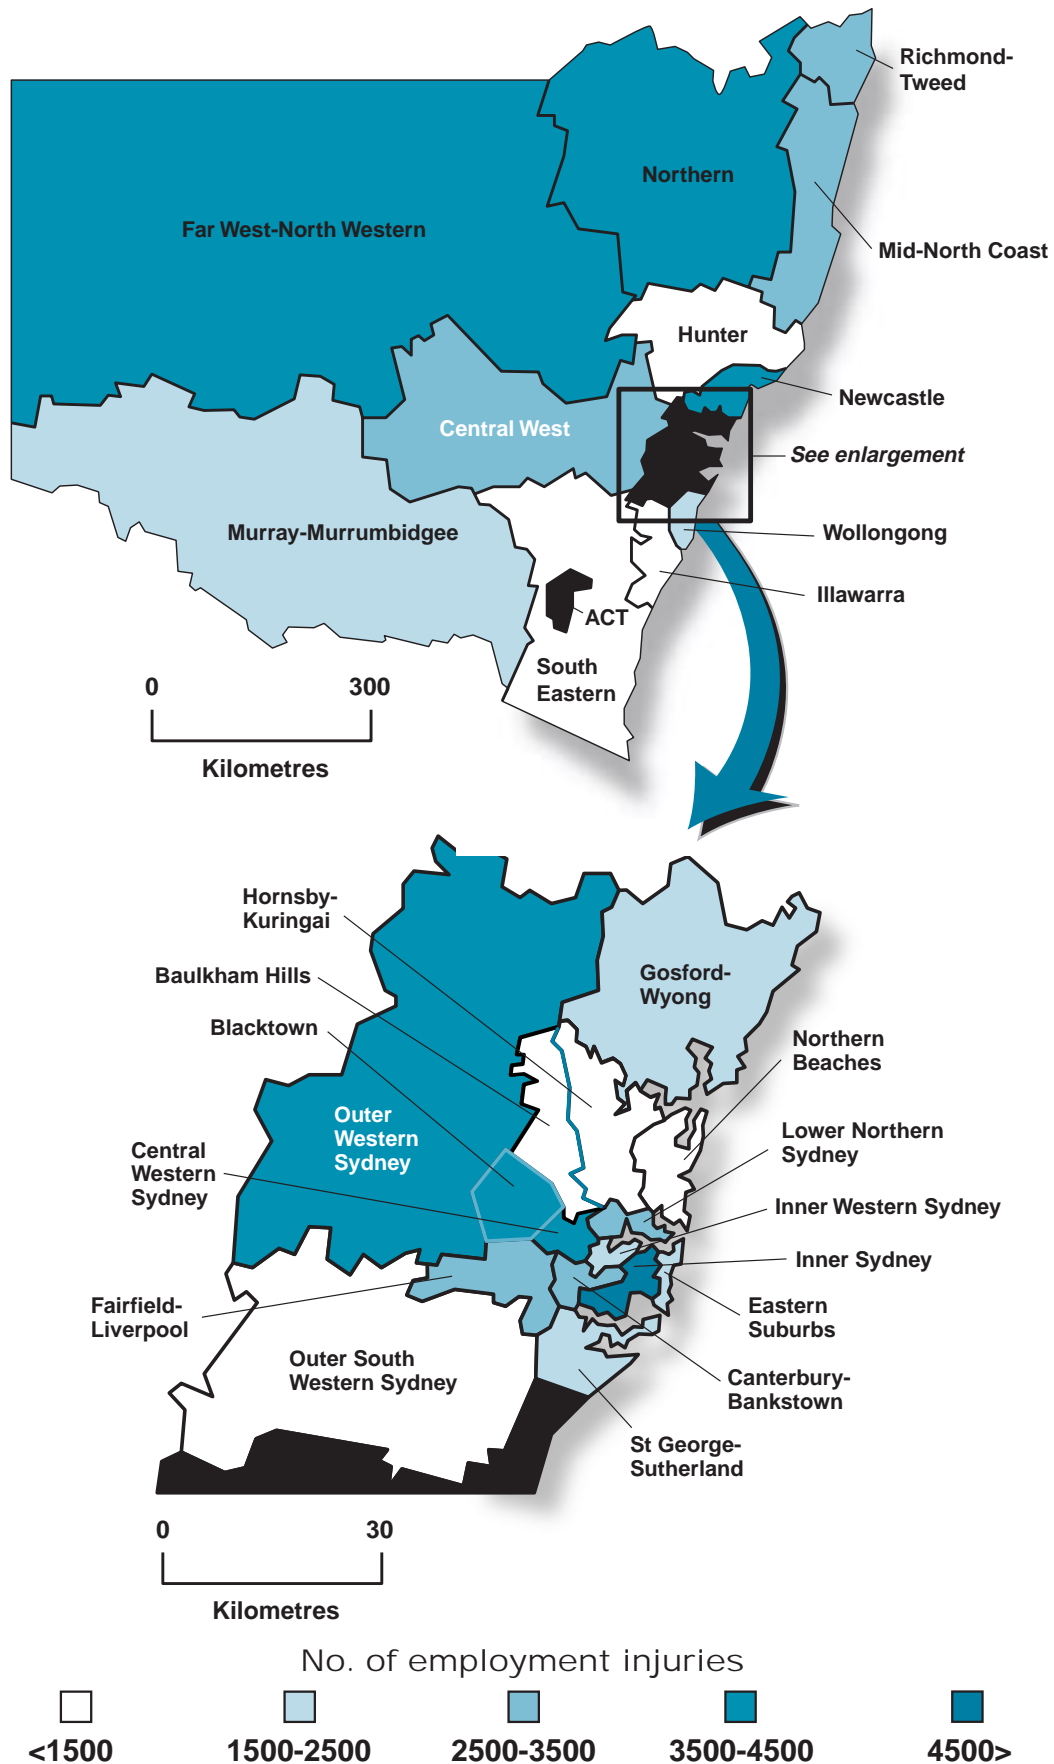 Richmond-
Tweed
Northern
Far West-North Western
Mid-North Coast
Hunter
Newcastle
Central West
See enlargement
Murray-Murrumbidgee
Wollongong
Illawarra
ACT
South
Eastern
0 300
Kilometres
Hornsby-
Kuringai
Baulkham Hills
Gosford-
Wyong
Blacktown
Northern
Beaches
Outer
Western
Sydney
Central
Western
Sydney
Lower Northern
Sydney
Inner Western Sydney
Inner Sydney
Fairfield-
Liverpool
Eastern
Suburbs
Outer South
Western Sydney
Canterbury-
Bankstown
St George-
Sutherland
0 30
Kilometres
No. of employment injuries
<1500 1500-2500 2500-3500 3500-4500 4500>